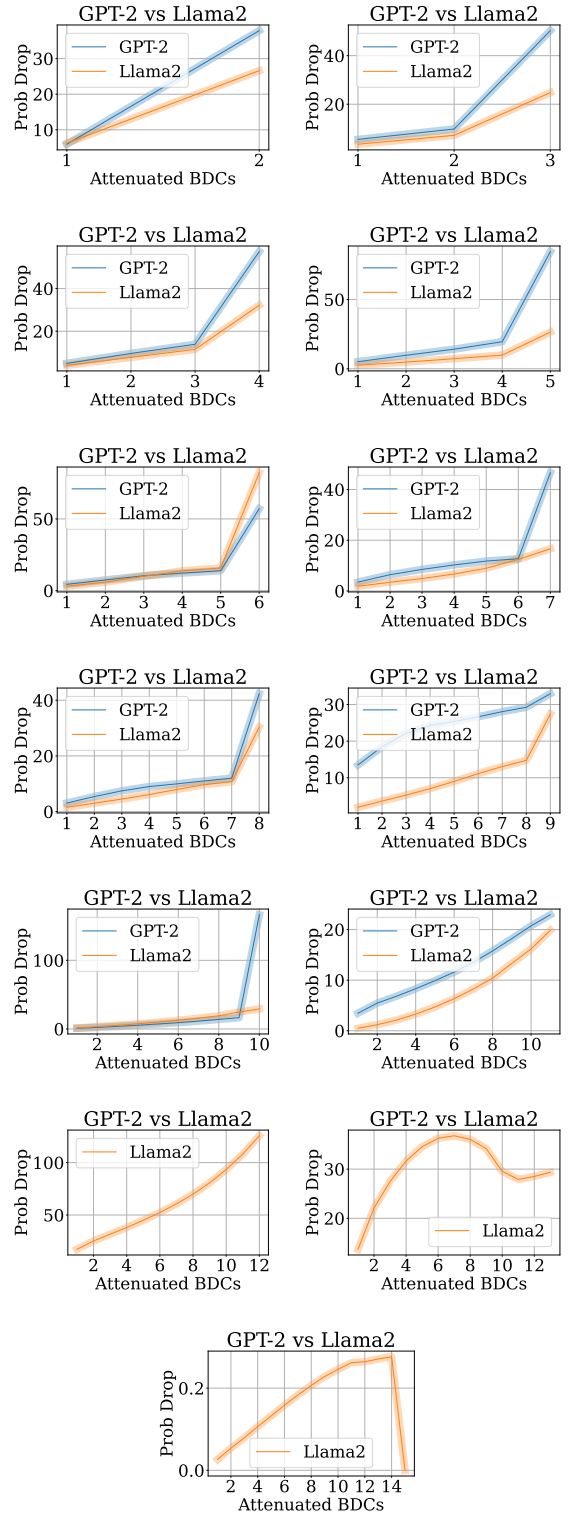 GPT-2 vs Llama2
GPT-2
Llama2
Prob Drop
30
20
10
1 2
Attenuated BDCs
GPT-2 vs Llama2
GPT-2
Llama2
Prob Drop
40
20
1 2 3
Attenuated BDCs
GPT-2 vs Llama2
GPT-2
Llama2
Prob Drop
40
20
1 2 3 4
Attenuated BDCs
GPT-2 vs Llama2
GPT-2
Llama2
Prob Drop
50
0
1 2 3 4 5
Attenuated BDCs
GPT-2 vs Llama2
GPT-2
Llama2
Prob Drop
50
0
1 2 3 4 5 6
Attenuated BDCs
GPT-2 vs Llama2
GPT-2
Llama2
Prob Drop
40
20
0
1 2 3 4 5 6 7
Attenuated BDCs
GPT-2 vs Llama2
GPT-2
Llama2
Prob Drop
40
20
0
1 2 3 4 5 6 7 8
Attenuated BDCs
GPT-2 vs Llama2
GPT-2
Llama2
Prob Drop
30
20
10
1 2 3 4 5 6 7 8 9
Attenuated BDCs
GPT-2 vs Llama2
GPT-2
Llama2
Prob Drop
100
0
2 4 6 8 10
Attenuated BDCs
GPT-2 vs Llama2
GPT-2
Llama2
Prob Drop
20
10
0
2 4 6 8 10
Attenuated BDCs
GPT-2 vs Llama2
Llama2
Prob Drop
100
50
2 4 6 8 10 12
Attenuated BDCs
GPT-2 vs Llama2
Llama2
Prob Drop
30
20
2 4 6 8 10 12
Attenuated BDCs
GPT-2 vs Llama2
Llama2
Prob Drop
0.2
0.0
2 4 6 8 10 12 14
Attenuated BDCs